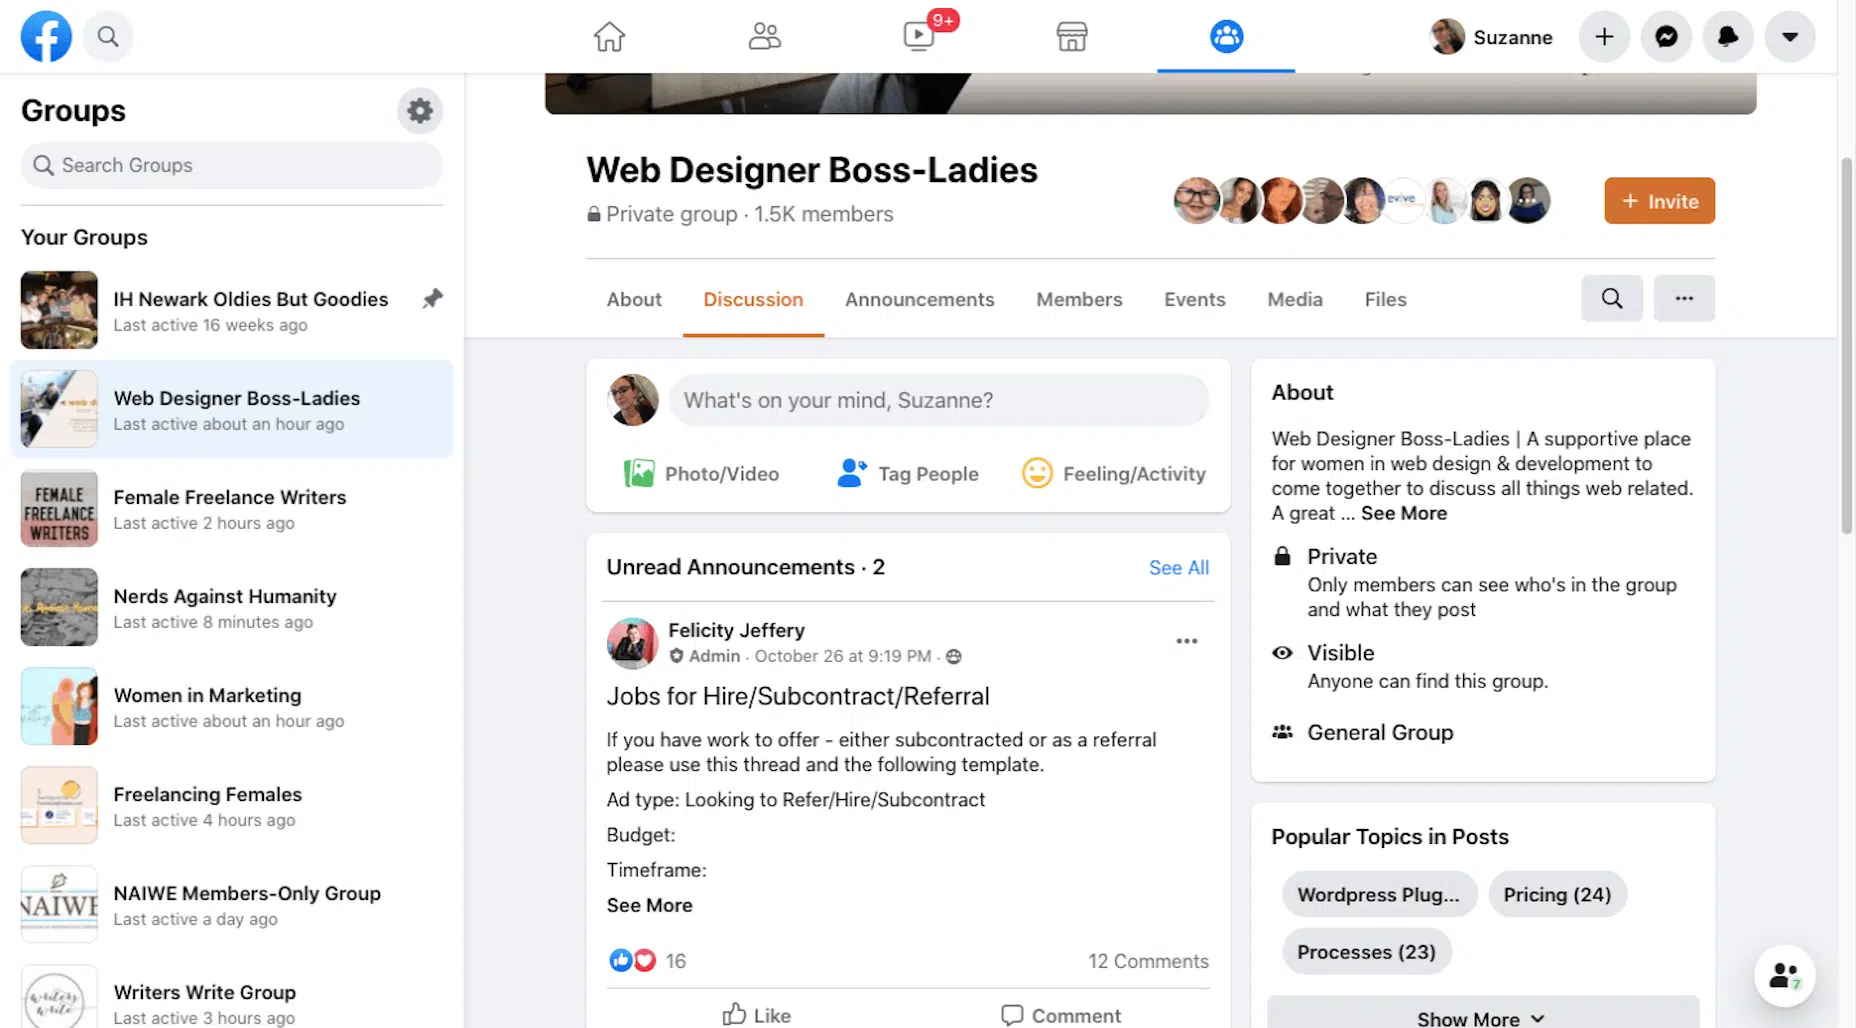 9+
Suzanne
Groups
Search Groups
Your Groups
IH Newark Oldies But Goodies
Last active 16 weeks ago
Web Designer Boss-Ladies
Last active about an hour ago
FEMALE
FREELANCE
WRITERS
Female Freelance Writers
Last active 2 hours ago
Nerds Against Humanity
Last active 8 minutes ago
Women in Marketing
Last active about an hour ago
Freelancing Females
Last active 4 hours ago
NAIWE
NAIWE Members-Only Group
Last active a day ago
writers
write
Writers Write Group
Last active 3 hours ago
Web Designer Boss-Ladies
Private group · 1.5K members
evive
+ Invite
About
Discussion
Announcements
Members
Events
Media
Files
What's on your mind, Suzanne?
Photo/Video
Tag People
Feeling/Activity
Unread Announcements · 2
See All
Felicity Jeffery
Admin · October 26 at 9:19 PM ·
Jobs for Hire/Subcontract/Referral
If you have work to offer - either subcontracted or as a referral
please use this thread and the following template.
Ad type: Looking to Refer/Hire/Subcontract
Budget:
Timeframe:
See More
16
12 Comments
Like
Comment
About
Web Designer Boss-Ladies | A supportive place
for women in web design & development to
come together to discuss all things web related.
A great ... See More
Private
Only members can see who's in the group
and what they post
Visible
Anyone can find this group.
General Group
Popular Topics in Posts
Wordpress Plug...
Pricing (24)
Processes (23)
Show More
7